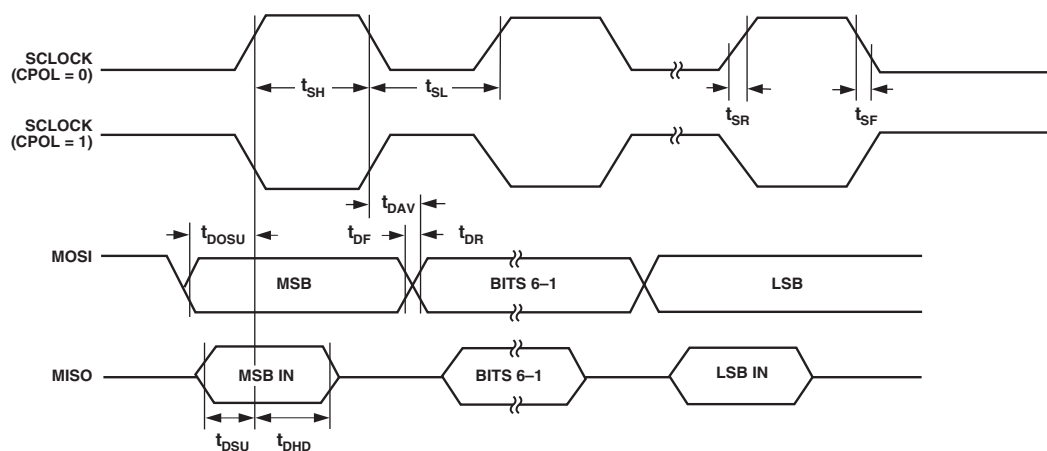 SCLOCK
(CPOL = 0)
tSH
tSL
tSR
tSF
SCLOCK
(CPOL = 1)
tDAV
tDOSU
tDF
tDR
MOSI
MSB
BITS 6–1
LSB
MISO
MSB IN
BITS 6–1
LSB IN
tDSU
tDHD